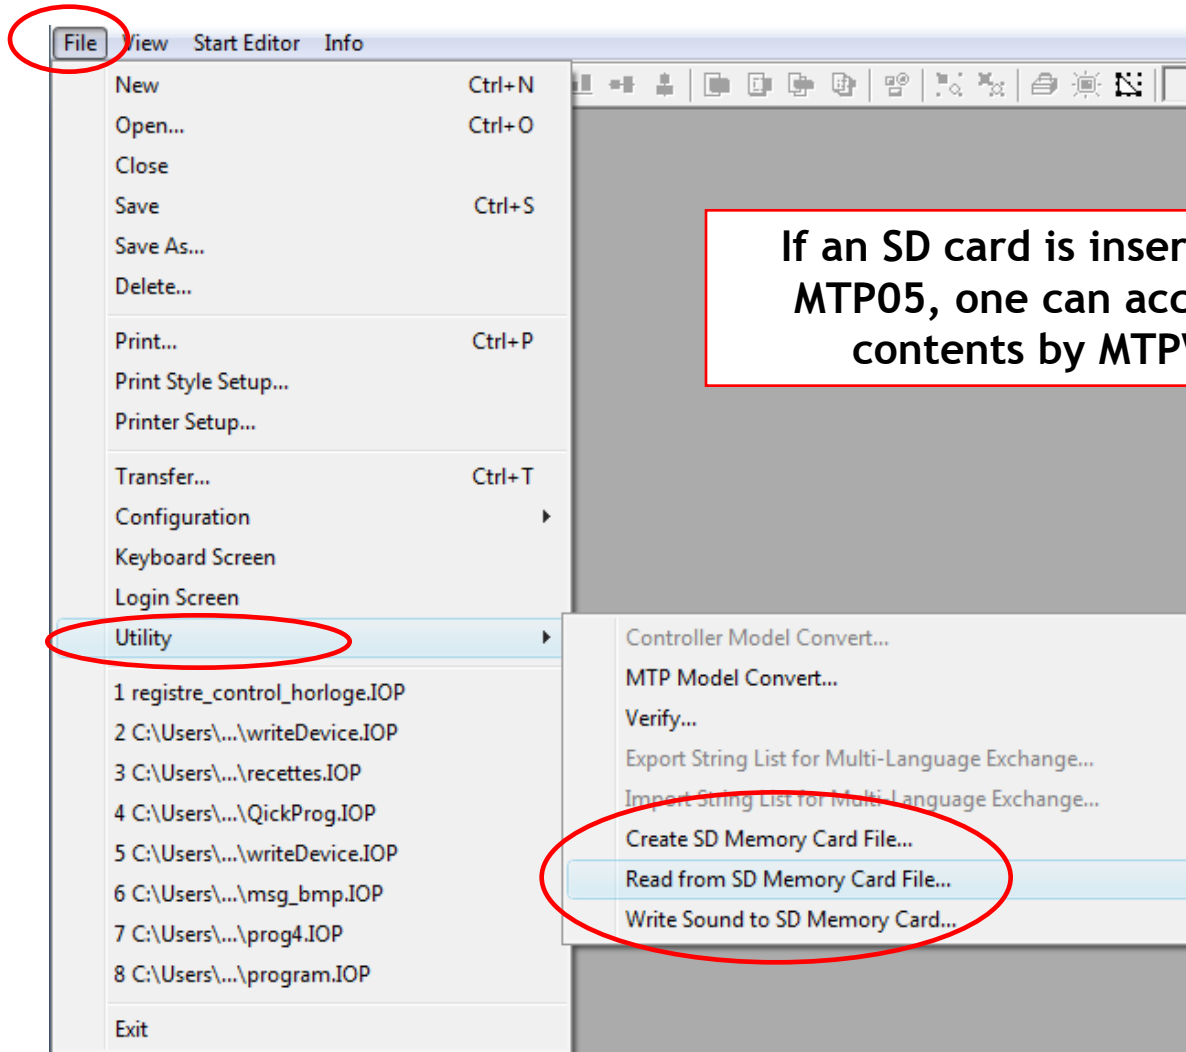 File View Start Editor Info
New Ctrl+N
Open... Ctrl+O
Close
Save Ctrl+S
Save As...
Delete...
Print... Ctrl+P
Print Style Setup...
Printer Setup...
Transfer... Ctrl+T
Configuration
Keyboard Screen
Login Screen
Utility
1 registre_control_horloge.IOP
2 C:\Users\...\writeDevice.IOP
3 C:\Users\...\recettes.IOP
4 C:\Users\...\QickProg.IOP
5 C:\Users\...\writeDevice.IOP
6 C:\Users\...\msg_bmp.IOP
7 C:\Users\...\prog4.IOP
8 C:\Users\...\program.IOP
Exit
If an SD card is
MTP05, one can
contents by
Controller Model Convert...
MTP Model Convert...
Verify...
Export String List for Multi-Language Exchange...
Import String List for Multi-Language Exchange...
Create SD Memory Card File...
Read from SD Memory Card File...
Write Sound to SD Memory Card...